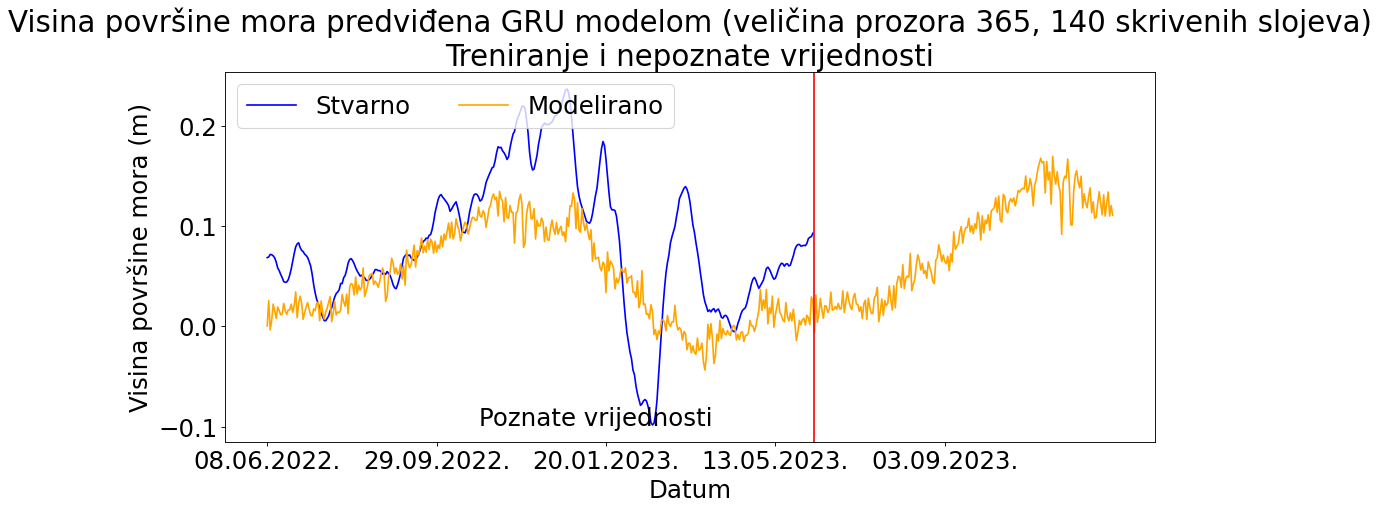 Visina površine mora predviđena GRU modelom (veličina prozora 365, 140 skrivenih slojeva)
Treniranje i nepoznate vrijednosti
Stvarno
Modelirano
Visina površine mora (m)
0.2
0.1
0.0
−0.1
Poznate vrijednosti
08.06.2022.
29.09.2022.
20.01.2023.
13.05.2023.
03.09.2023.
Datum